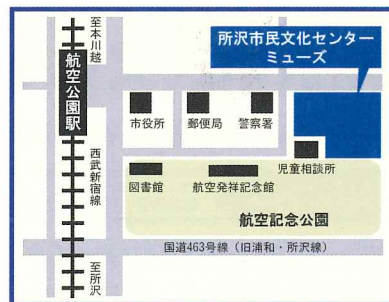 至本川越
航空公園駅
西武新宿線
至所沢
所沢市民文化センター
ミューズ
市役所
郵便局
警察署
児童相談所
図書館
航空発祥記念館
航空記念公園
国道463号線（旧浦和・所沢線）